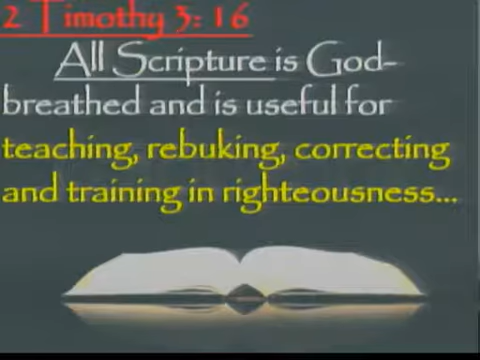 2 Timothy 3: 16
All Scripture is God-
breathed and is useful for
teaching, rebuking, correcting
and training in righteousness...